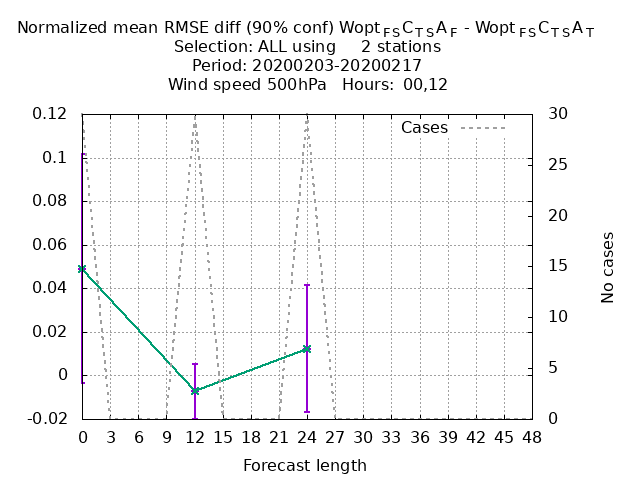 Normalized mean RMSE diff (90% conf) Wopt FS C TS A F - Wopt FS C TS A T
Selection: ALL using 2 stations
Period: 20200203-20200217
Wind speed 500hPa Hours: 00,12
Cases
0.12
0.1
0.08
0.06
0.04
0.02
0
-0.02
30
25
20
15
10
5
0
No cases
0 3 6 9 12 15 18 21 24 27 30 33 36 39 42 45 48
Forecast length